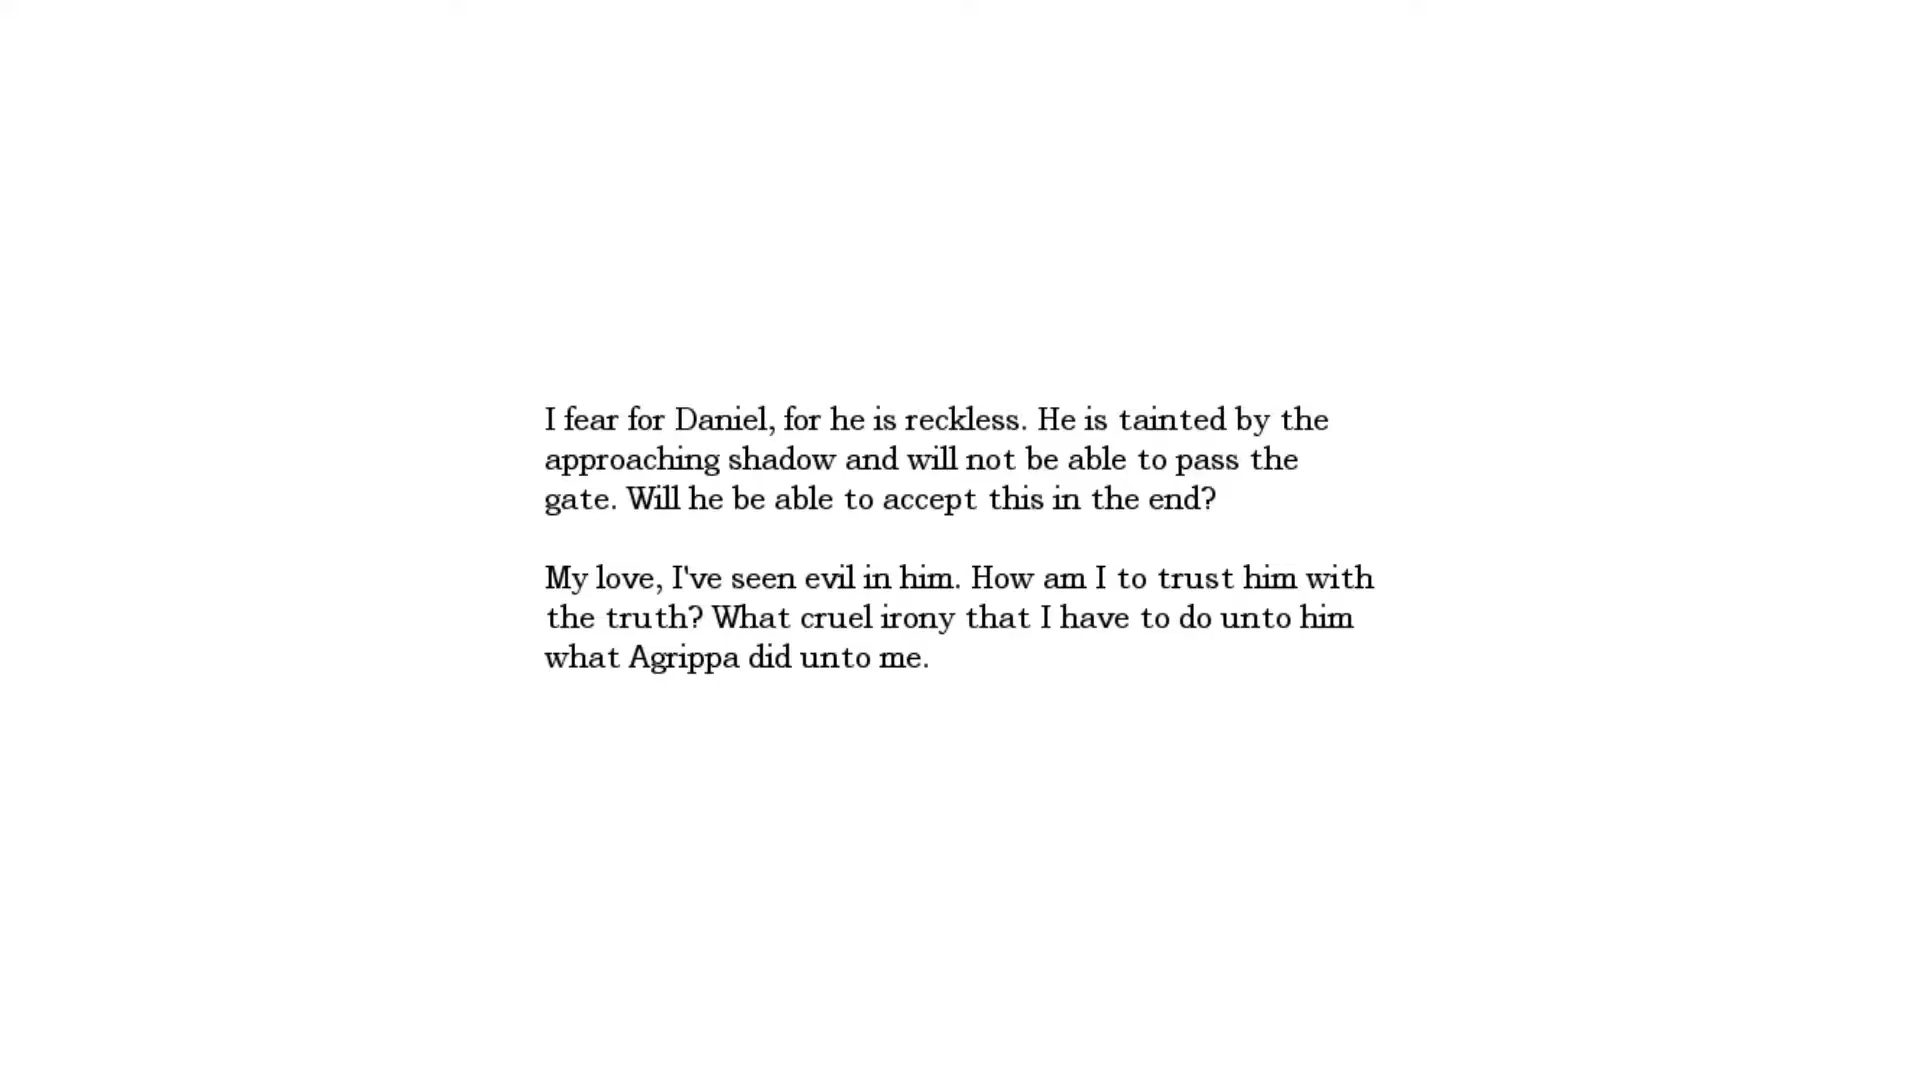 I fear for Daniel, for he is reckless. He is tainted by the
approaching shadow and will not be able to pass the
gate. Will he be able to accept this in the end?
My love, I've seen evil in him. How am I to trust him with
the truth? What cruel irony that I have to do unto him
what Agrippa did unto me.